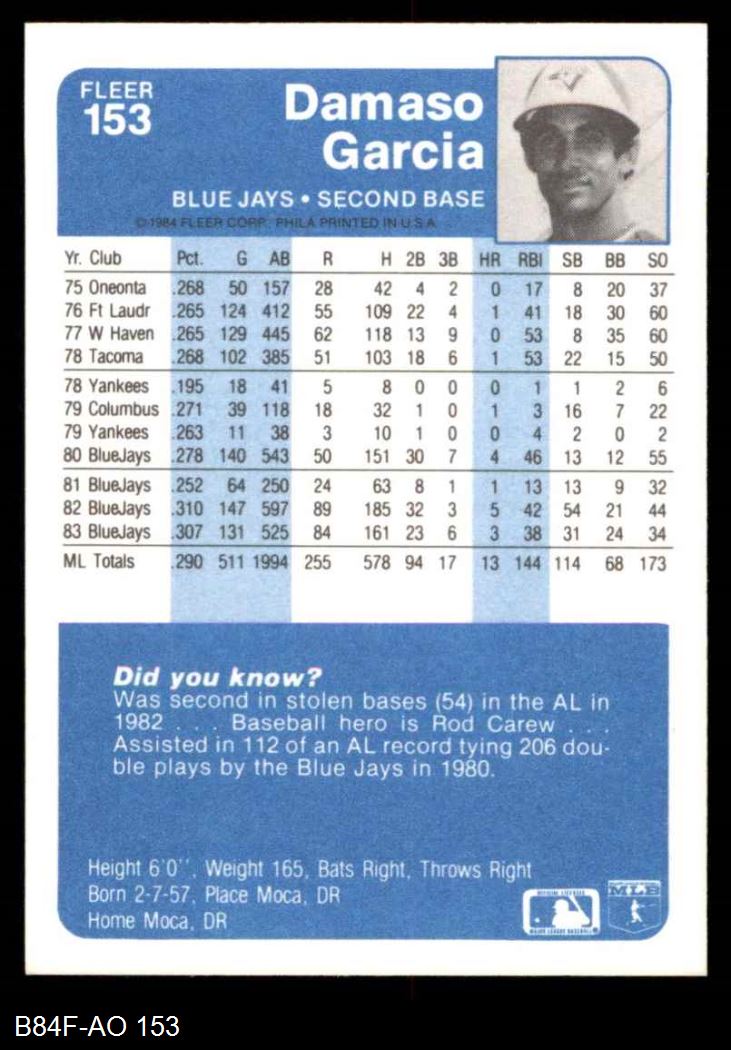 FLEER
153
Damaso
Garcia
BLUE JAYS • SECOND BASE
© 1984 FLEER CORP. PHILA PRINTED IN U.S.A.
Yr. Club Pct. G AB R H 2B 3B HR RBI SB BB SO
75 Oneonta .268 50 157 28 42 4 2 0 17 8 20 37
76 Ft Laudr .265 124 412 55 109 22 4 1 41 18 30 60
77 W Haven .265 129 445 62 118 13 9 0 53 8 35 60
78 Tacoma .268 102 385 51 103 18 6 1 53 22 15 50
78 Yankees .195 18 41 5 8 0 0 0 1 1 2 6
79 Columbus .271 39 118 18 32 1 0 1 3 16 7 22
79 Yankees .263 11 38 3 10 1 0 0 4 2 0 2
80 BlueJays .278 140 543 50 151 30 7 4 46 13 12 55
81 BlueJays .252 64 250 24 63 8 1 1 13 13 9 32
82 BlueJays .310 147 597 89 185 32 3 5 42 54 21 44
83 BlueJays .307 131 525 84 161 23 6 3 38 31 24 34
ML Totals .290 511 1994 255 578 94 17 13 144 114 68 173
Did you know?
Was second in stolen bases (54) in the AL in
1982 . . . Baseball hero is Rod Carew . . .
Assisted in 112 of an AL record tying 206 dou-
ble plays by the Blue Jays in 1980.
Height 6'0'', Weight 165, Bats Right, Throws Right
Born 2-7-57, Place Moca, DR
Home Moca, DR
OFFICIAL LICENSEE
MAJOR LEAGUE BASEBALL
MLB
B84F-AO 153